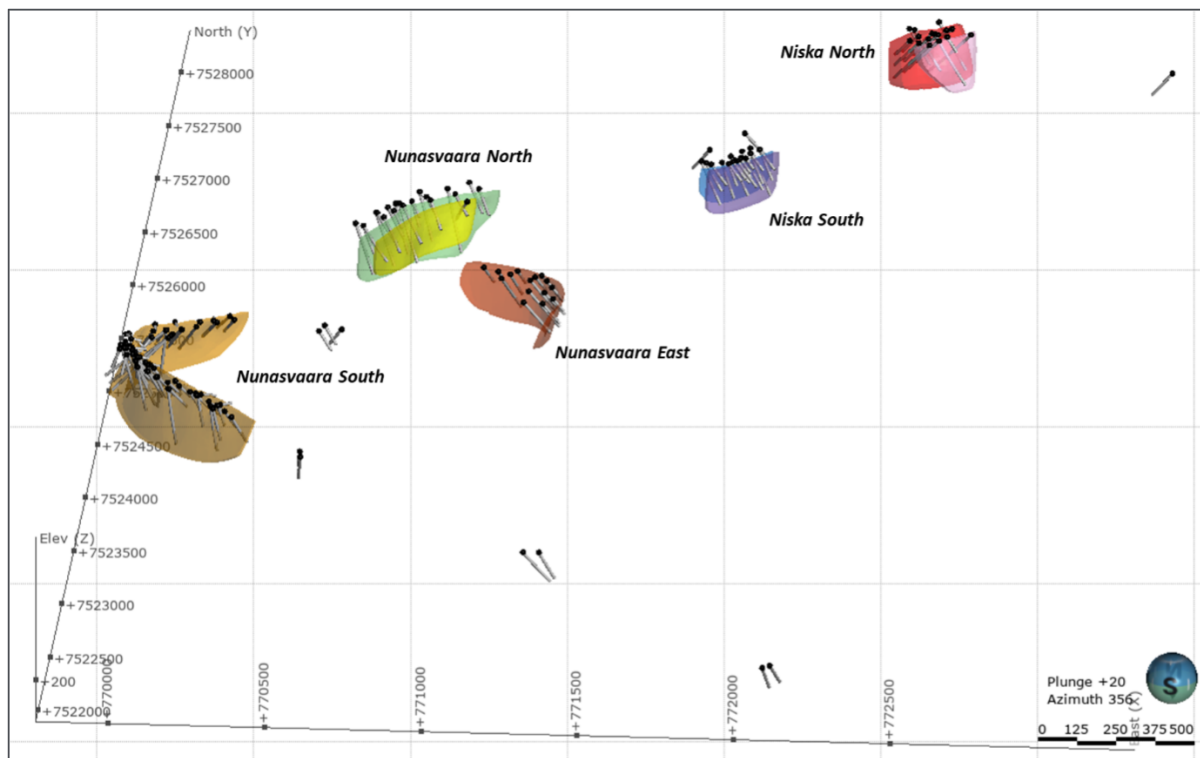 North (Y)
+7528000
Niska North
+7527500
Nunasvaara North
+7527000
Niska South
+7526500
+7526000
Nunasvaara East
Nunasvaara South
+7524500
+7524000
Elev (Z)
+7523500
+7523000
+7522500
+200
+7522000
+770000
+770500
+771000
+771500
+772000
+772500
Plunge +20
Azimuth 356
S
East (X)
0 125 250 375 500